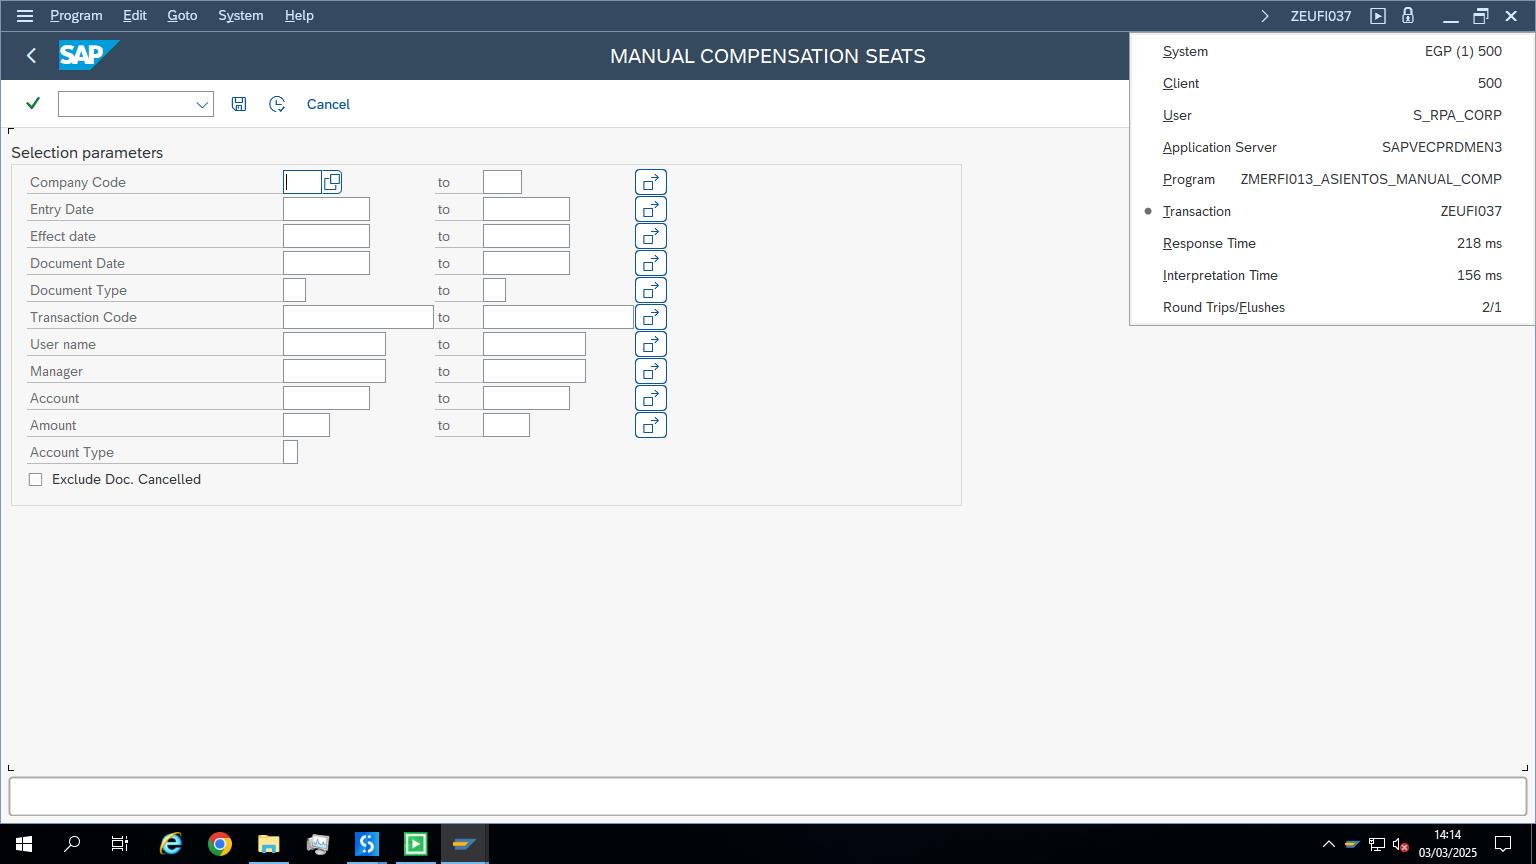 Program Edit Goto System Help
ZEUFI037
SAP
MANUAL COMPENSATION SEATS
Cancel
System EGP (1) 500
Client 500
User S_RPA_CORP
Application Server SAPVECPRDMEN3
Program ZMERFI013_ASIENTOS_MANUAL_COMP
Transaction ZEUFI037
Response Time 218 ms
Interpretation Time 156 ms
Round Trips/Flushes 2/1
Selection parameters
Company Code to
Entry Date to
Effect date to
Document Date to
Document Type to
Transaction Code to
User name to
Manager to
Account to
Amount to
Account Type
Exclude Doc. Cancelled
14:14
03/03/2025